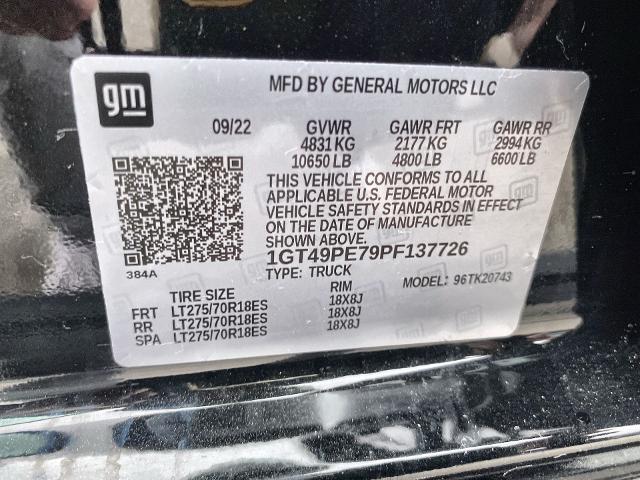 gm
MFD BY GENERAL MOTORS LLC
09/22 GVWR GAWR FRT GAWR RR
4831 KG 2177 KG 2994 KG
10650 LB 4800 LB 6600 LB
THIS VEHICLE CONFORMS TO ALL
APPLICABLE U.S. FEDERAL MOTOR
VEHICLE SAFETY STANDARDS IN EFFECT
ON THE DATE OF MANUFACTURE
SHOWN ABOVE.
384A
1GT49PE79PF137726
TYPE: TRUCK MODEL: 96TK20743
TIRE SIZE RIM
FRT LT275/70R18ES 18X8J
RR LT275/70R18ES 18X8J
SPA LT275/70R18ES 18X8J